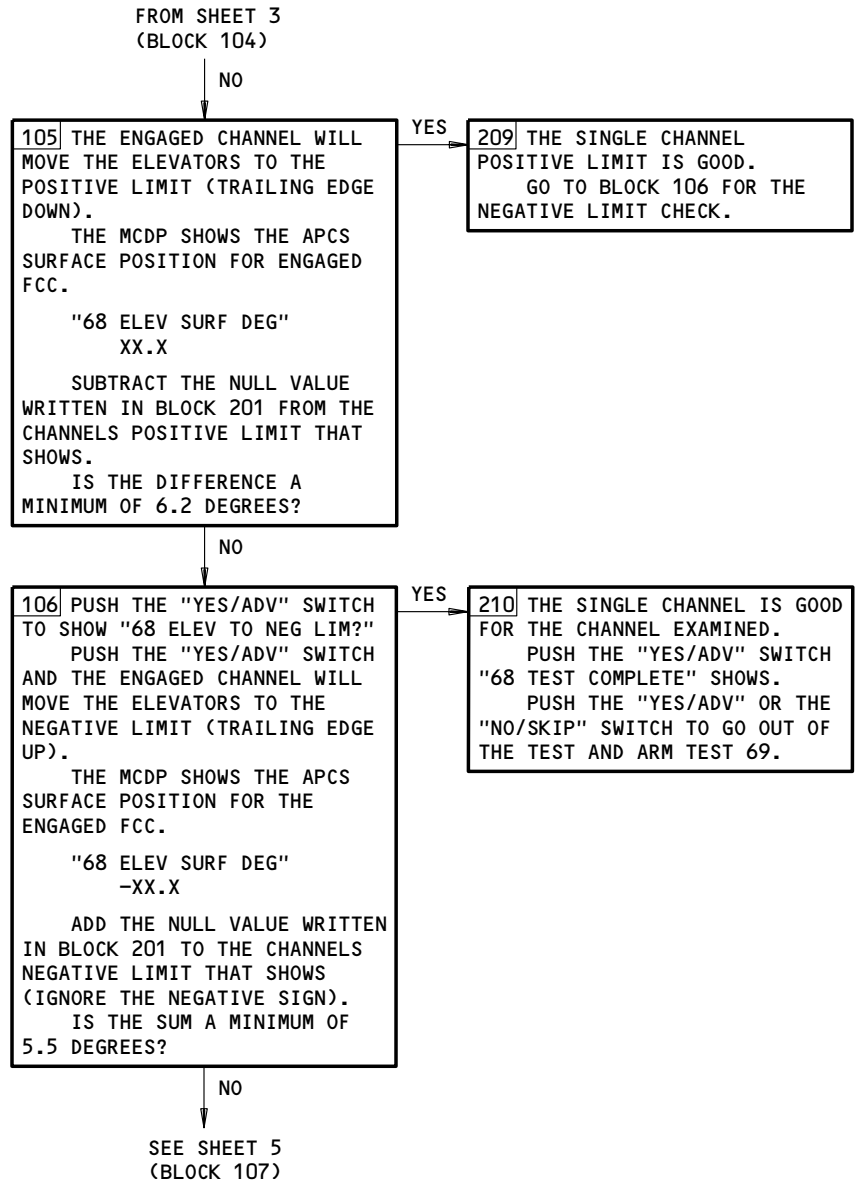 FROM SHEET 3
(BLOCK 104)
NO
105 THE ENGAGED CHANNEL WILL
MOVE THE ELEVATORS TO THE
POSITIVE LIMIT (TRAILING EDGE
DOWN).
THE MCDP SHOWS THE APCS
SURFACE POSITION FOR ENGAGED
FCC.
"68 ELEV SURF DEG"
XX.X
SUBTRACT THE NULL VALUE
WRITTEN IN BLOCK 201 FROM THE
CHANNELS POSITIVE LIMIT THAT
SHOWS.
IS THE DIFFERENCE A
MINIMUM OF 6.2 DEGREES?
YES
209 THE SINGLE CHANNEL
POSITIVE LIMIT IS GOOD.
GO TO BLOCK 106 FOR THE
NEGATIVE LIMIT CHECK.
NO
106 PUSH THE "YES/ADV" SWITCH
TO SHOW "68 ELEV TO NEG LIM?"
PUSH THE "YES/ADV" SWITCH
AND THE ENGAGED CHANNEL WILL
MOVE THE ELEVATORS TO THE
NEGATIVE LIMIT (TRAILING EDGE
UP).
THE MCDP SHOWS THE APCS
SURFACE POSITION FOR THE
ENGAGED FCC.
"68 ELEV SURF DEG"
-XX.X
ADD THE NULL VALUE WRITTEN
IN BLOCK 201 TO THE CHANNELS
NEGATIVE LIMIT THAT SHOWS
(IGNORE THE NEGATIVE SIGN).
IS THE SUM A MINIMUM OF
5.5 DEGREES?
YES
210 THE SINGLE CHANNEL IS GOOD
FOR THE CHANNEL EXAMINED.
PUSH THE "YES/ADV" SWITCH
"68 TEST COMPLETE" SHOWS.
PUSH THE "YES/ADV" OR THE
"NO/SKIP" SWITCH TO GO OUT OF
THE TEST AND ARM TEST 69.
NO
SEE SHEET 5
(BLOCK 107)